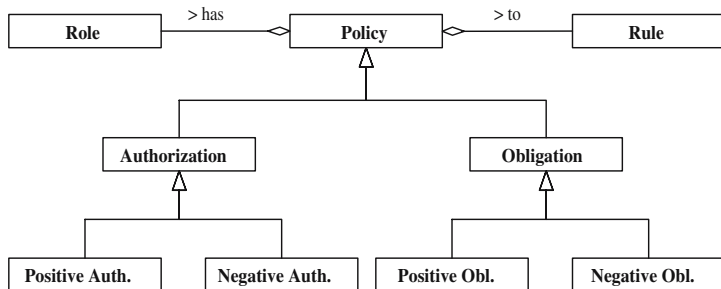 > has
> to
Role
Policy
Rule
Authorization
Obligation
Positive Auth.
Negative Auth.
Positive Obl.
Negative Obl.